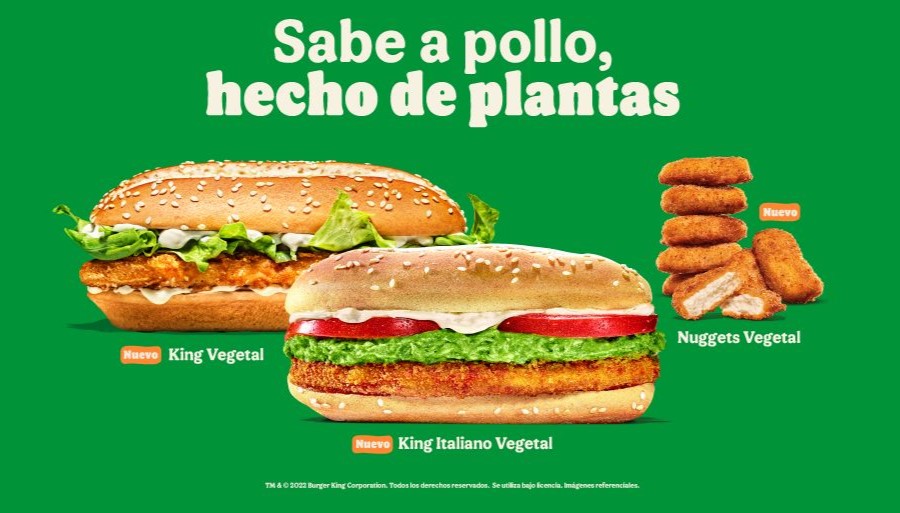 Sabe a pollo,
hecho de plantas
Nuevo
Nuggets Vegetal
Nuevo King Vegetal
Nuevo King Italiano Vegetal
TM & © 2022 Burger King Corporation. Todos los derechos reservados. Se utiliza bajo licencia. Imágenes referenciales.